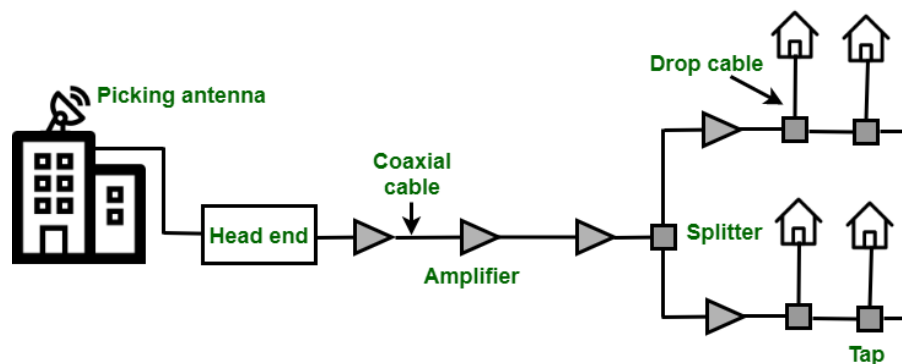 Picking antenna
Drop cable
Coaxial
cable
Head end
Splitter
Amplifier
Tap